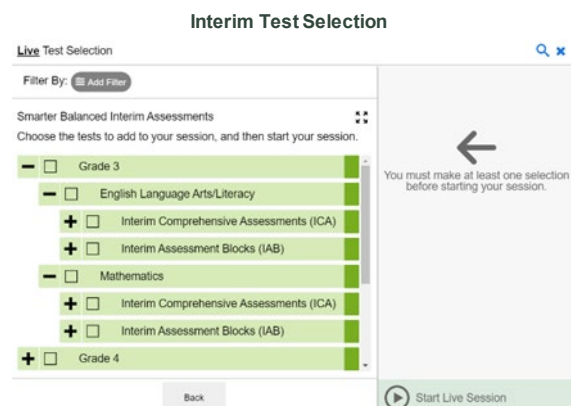 Interim Test Selection
Live Test Selection
Filter By: Add Filter
Smarter Balanced Interim Assessments
Choose the tests to add to your session, and then start your session.
Grade 3
English Language Arts/Literacy
Interim Comprehensive Assessments (ICA)
Interim Assessment Blocks (IAB)
Mathematics
Interim Comprehensive Assessments (ICA)
Interim Assessment Blocks (IAB)
Grade 4
Back
You must make at least one selection
before starting your session.
Start Live Session